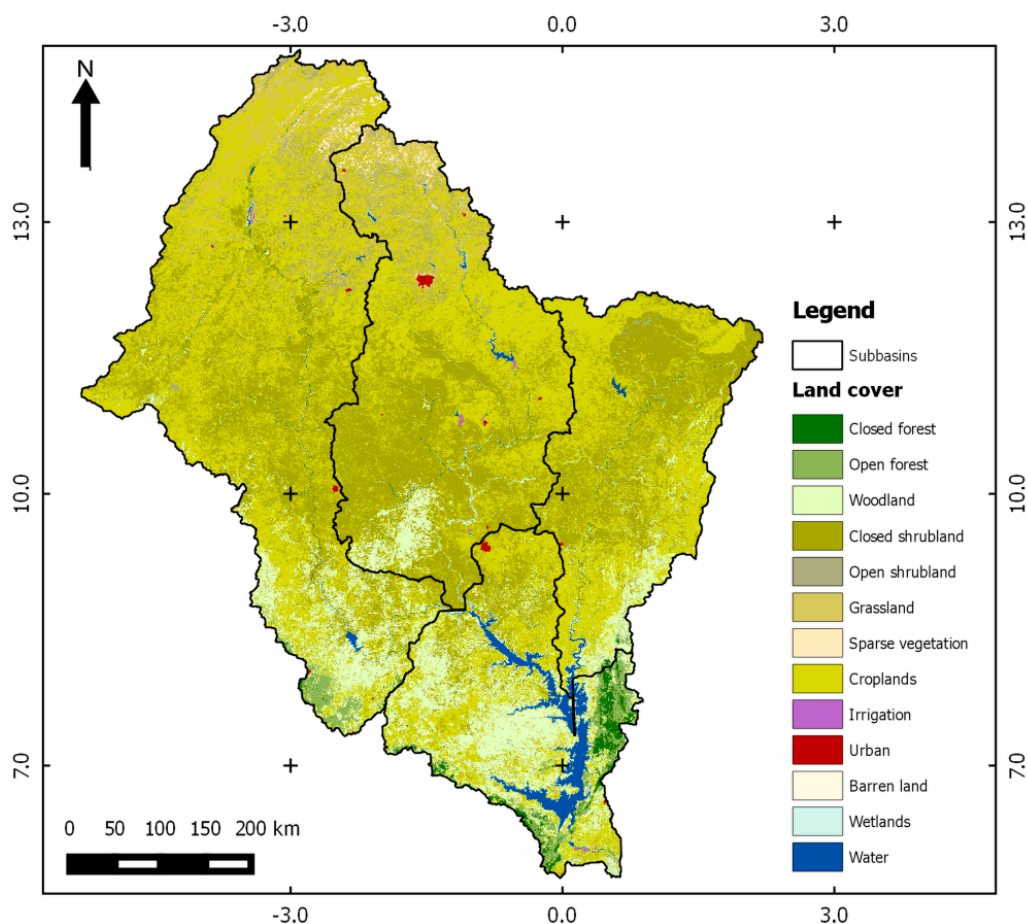 -3.0 0.0 3.0
N
13.0 13.0
10.0 10.0
7.0 7.0
Legend
Subbasins
Land cover
Closed forest
Open forest
Woodland
Closed shrubland
Open shrubland
Grassland
Sparse vegetation
Croplands
Irrigation
Urban
Barren land
Wetlands
Water
0 50 100 150 200 km
-3.0 0.0 3.0